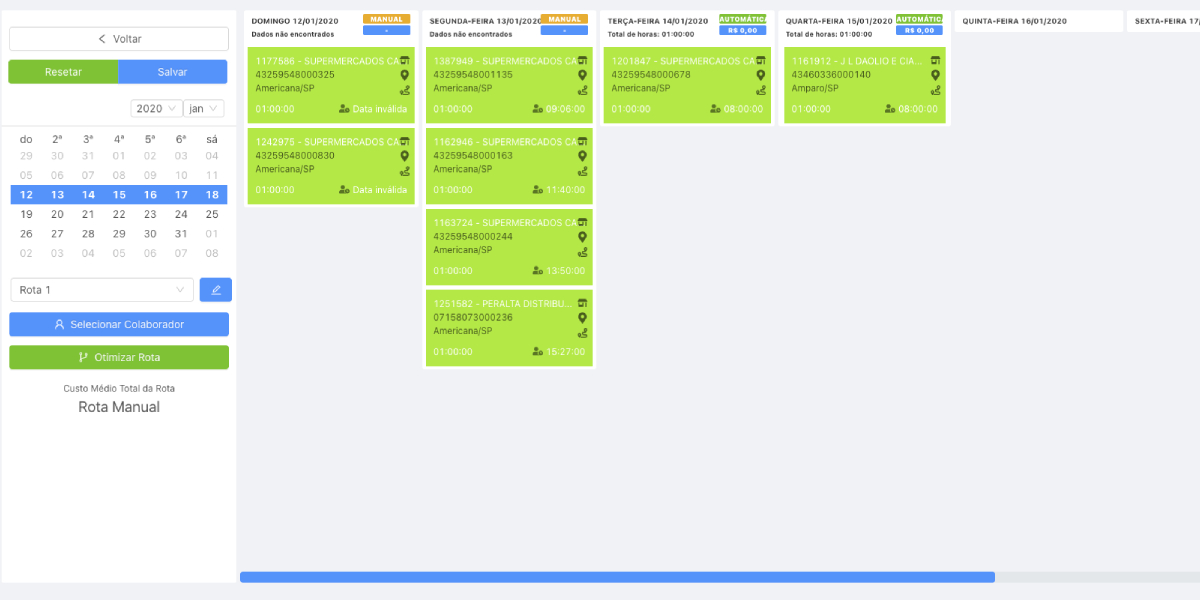 Voltar
Resetar
Salvar
2020
jan
do 2ª 3ª 4ª 5ª 6ª sá
29 30 31 01 02 03 04
05 06 07 08 09 10 11
12 13 14 15 16 17 18
19 20 21 22 23 24 25
26 27 28 29 30 31 01
02 03 04 05 06 07 08
Rota 1
Selecionar Colaborador
Otimizar Rota
Custo Médio Total da Rota
Rota Manual
DOMINGO 12/01/2020
MANUAL
Dados não encontrados
-
1177586 - SUPERMERCADOS CA
43259548000325
Americana/SP
01:00:00
Data inválida
1242975 - SUPERMERCADOS CA
43259548000830
Americana/SP
01:00:00
Data inválida
SEGUNDA-FEIRA 13/01/2020
MANUAL
Dados não encontrados
-
1387949 - SUPERMERCADOS CA
43259548001135
Americana/SP
01:00:00
09:06:00
1162946 - SUPERMERCADOS CA
43259548000163
Americana/SP
01:00:00
11:40:00
1163724 - SUPERMERCADOS CA
43259548000244
Americana/SP
01:00:00
13:50:00
1251582 - PERALTA DISTRIBU...
07158073000236
Americana/SP
01:00:00
15:27:00
TERÇA-FEIRA 14/01/2020
AUTOMÁTICA
Total de horas: 01:00:00
R$ 0,00
1201847 - SUPERMERCADOS CA
43259548000678
Americana/SP
01:00:00
08:00:00
QUARTA-FEIRA 15/01/2020
AUTOMÁTICA
Total de horas: 01:00:00
R$ 0,00
1161912 - J L DAOLIO E CIA...
43460336000140
Amparo/SP
01:00:00
08:00:00
QUINTA-FEIRA 16/01/2020
SEXTA-FEIRA 17/